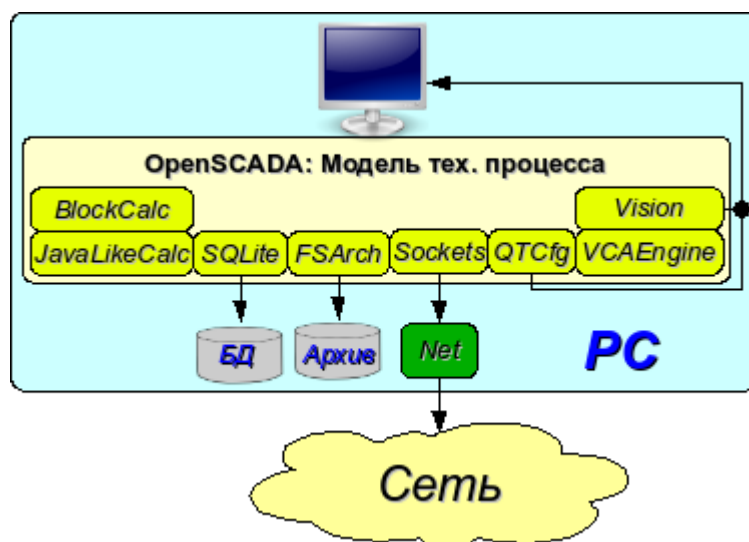 OpenSCADA: Модель тех. процесса
BlockCalc
Vision
JavaLikeCalc
SQLite
FSArch
Sockets
QTCfg
VCAEngine
БД
Архив
Net
PC
Сеть